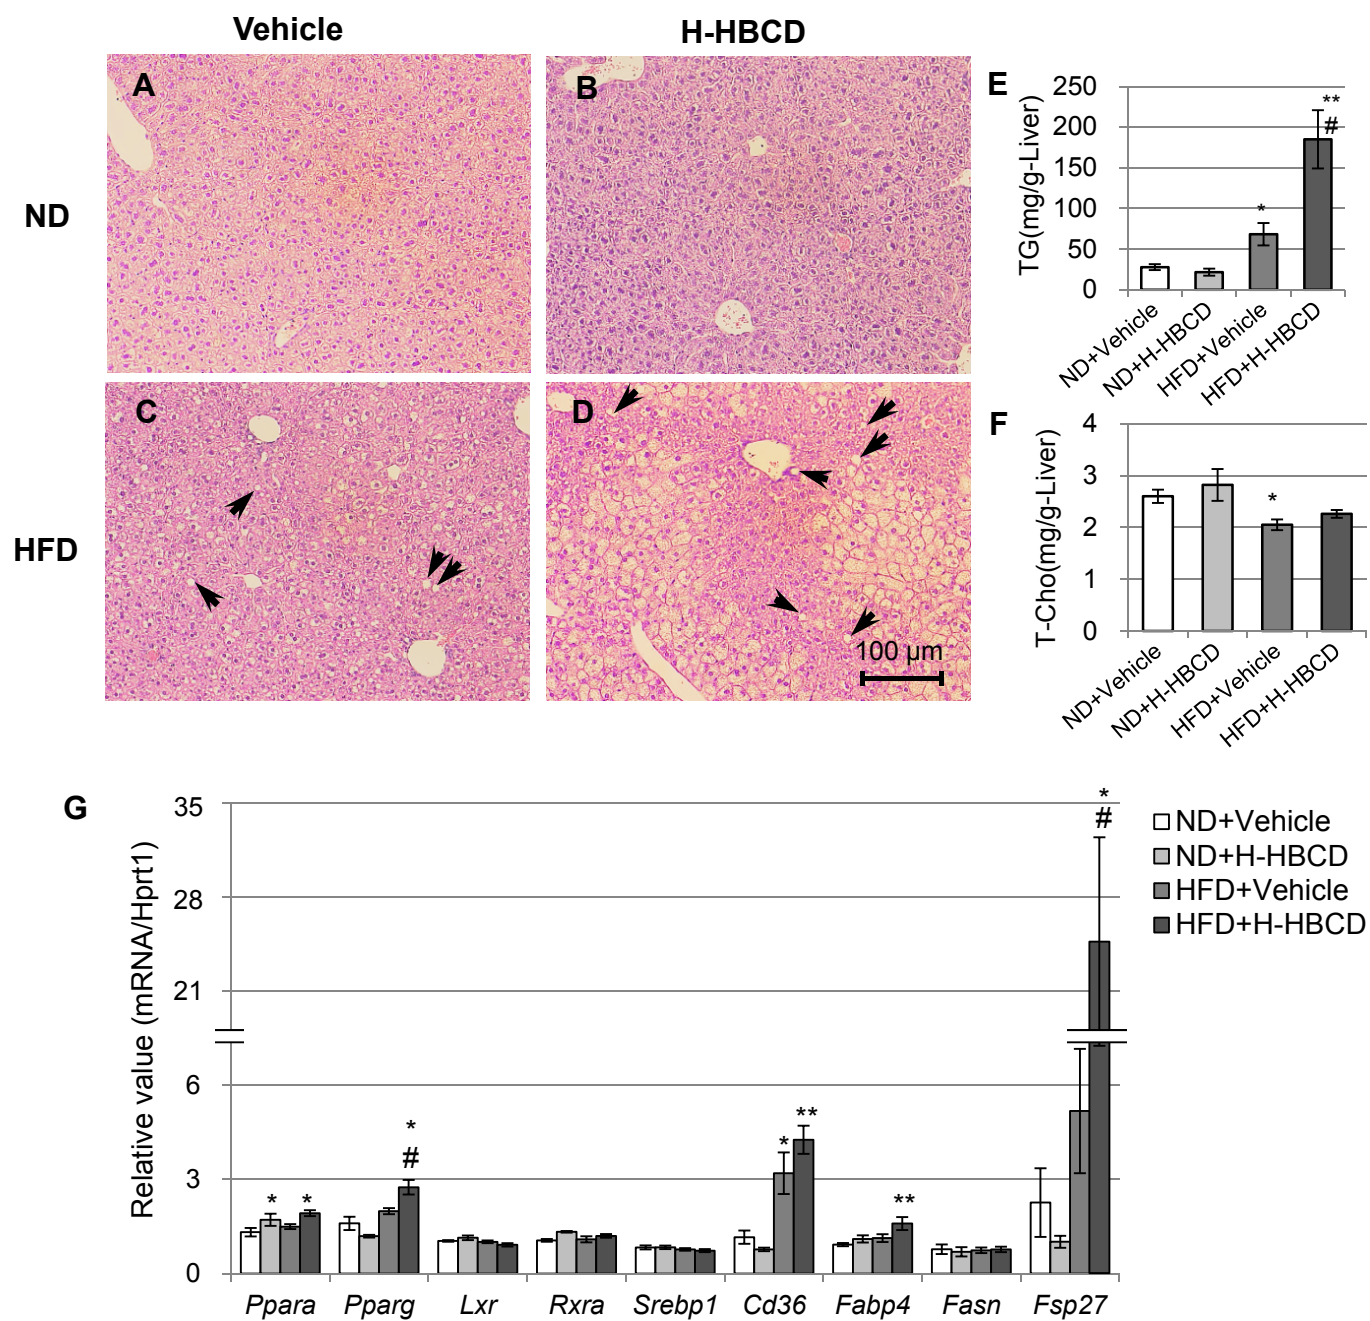 Vehicle
H-HBCD
ND
HFD
A
B
C
D
100 µm
E
TG(mg/g-Liver)
250
200
150
100
50
0
*
**
#
ND+Vehicle
ND+H-HBCD
HFD+Vehicle
HFD+H-HBCD
F
T-Cho(mg/g-Liver)
4
3
2
1
0
*
ND+Vehicle
ND+H-HBCD
HFD+Vehicle
HFD+H-HBCD
G
Relative value (mRNA/Hprt1)
35
28
21
6
3
0
*
*
*
#
*
**
**
*
#
Ppara
Pparg
Lxr
Rxra
Srebp1
Cd36
Fabp4
Fasn
Fsp27
ND+Vehicle
ND+H-HBCD
HFD+Vehicle
HFD+H-HBCD